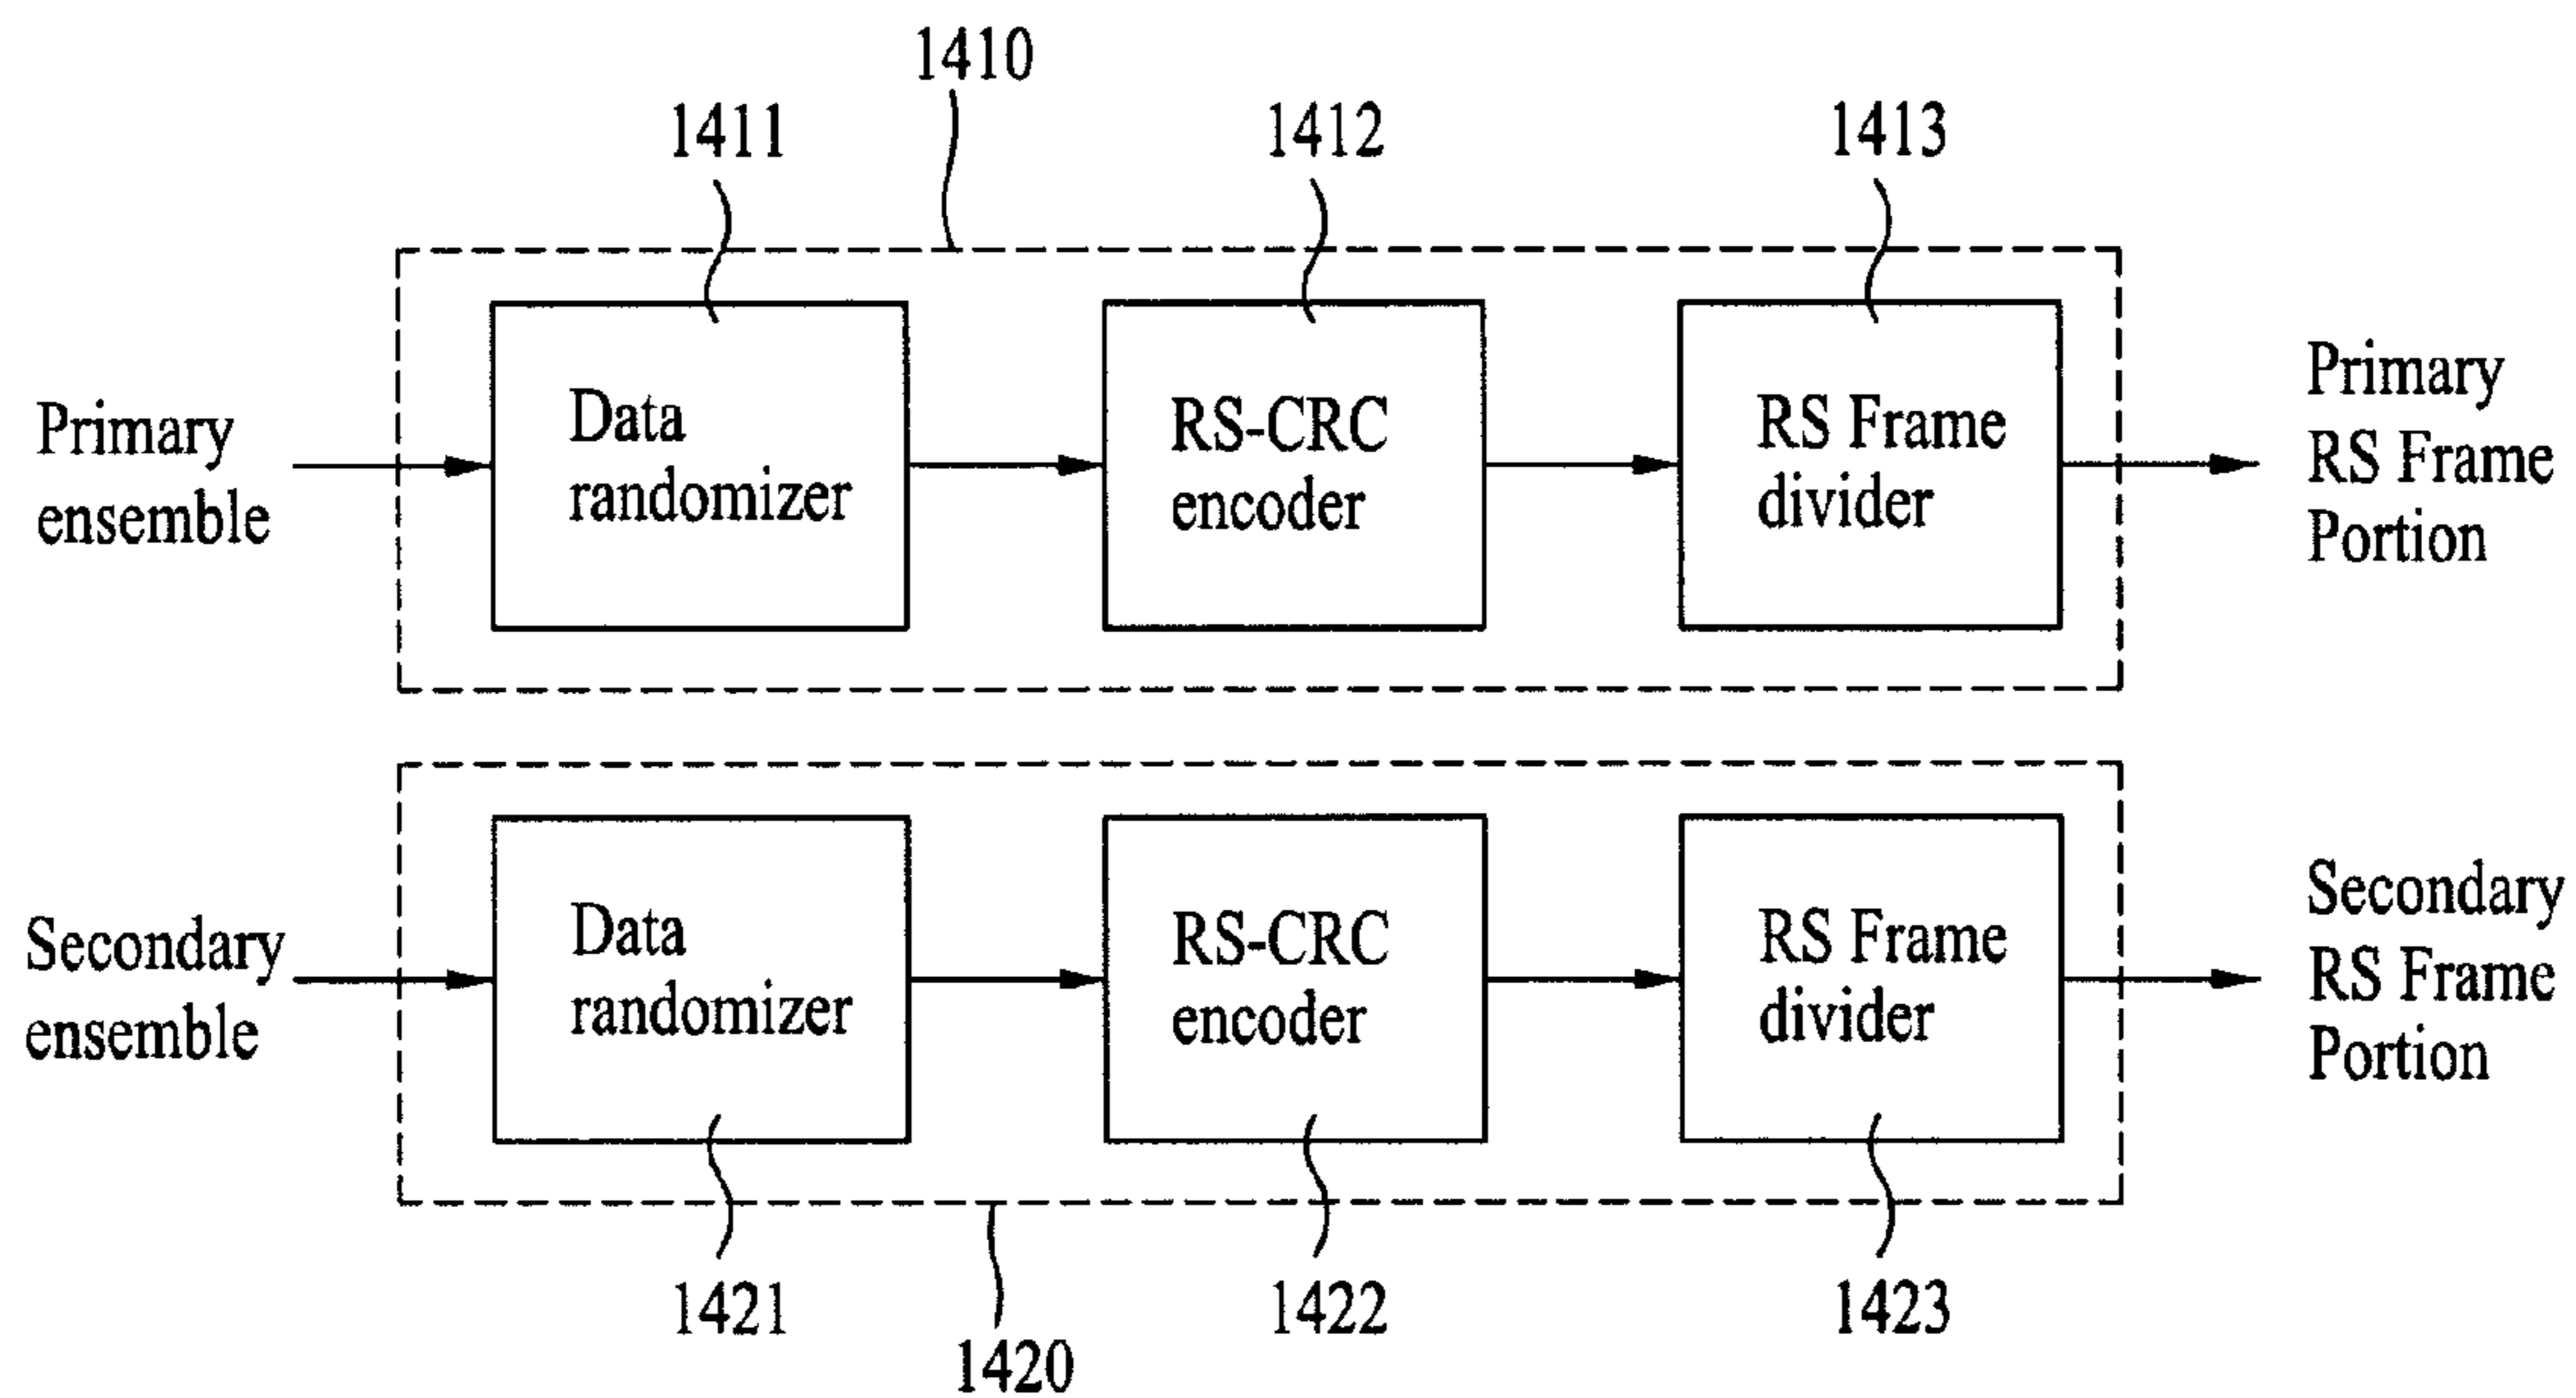 1410
1411
1412
1413
Primary
ensemble
Data
randomizer
RS-CRC
encoder
RS Frame
divider
Primary
RS Frame
Portion
Secondary
ensemble
Data
randomizer
RS-CRC
encoder
RS Frame
divider
Secondary
RS Frame
Portion
1421
1422
1423
1420